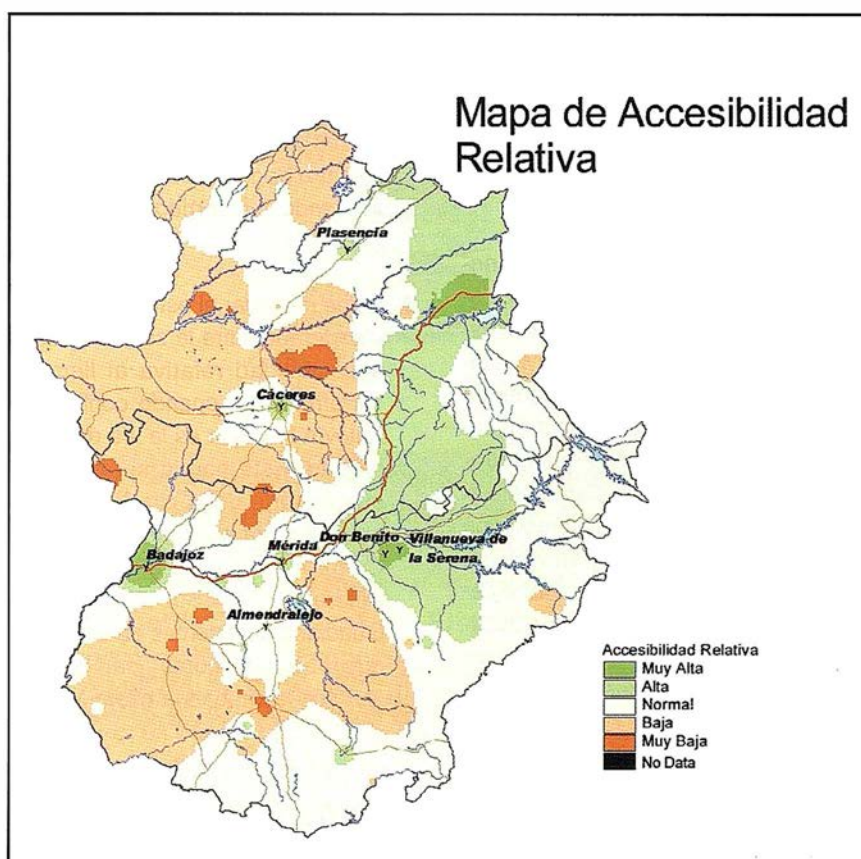 Mapa de Accesibilidad
Relativa
Plasencia
Cáceres
Badajoz
Mérida
Don Benito
Villanueva de
la Serena
Almendralejo
Accesibilidad Relativa
Muy Alta
Alta
Normal
Baja
Muy Baja
No Data